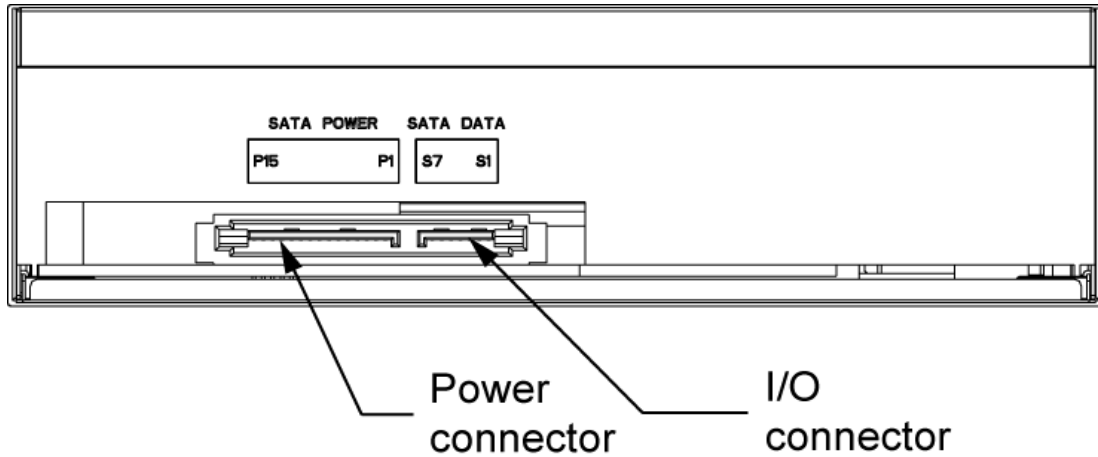 SATA POWER SATA DATA
P15 P1 S7 S1
Power connector
I/O connector